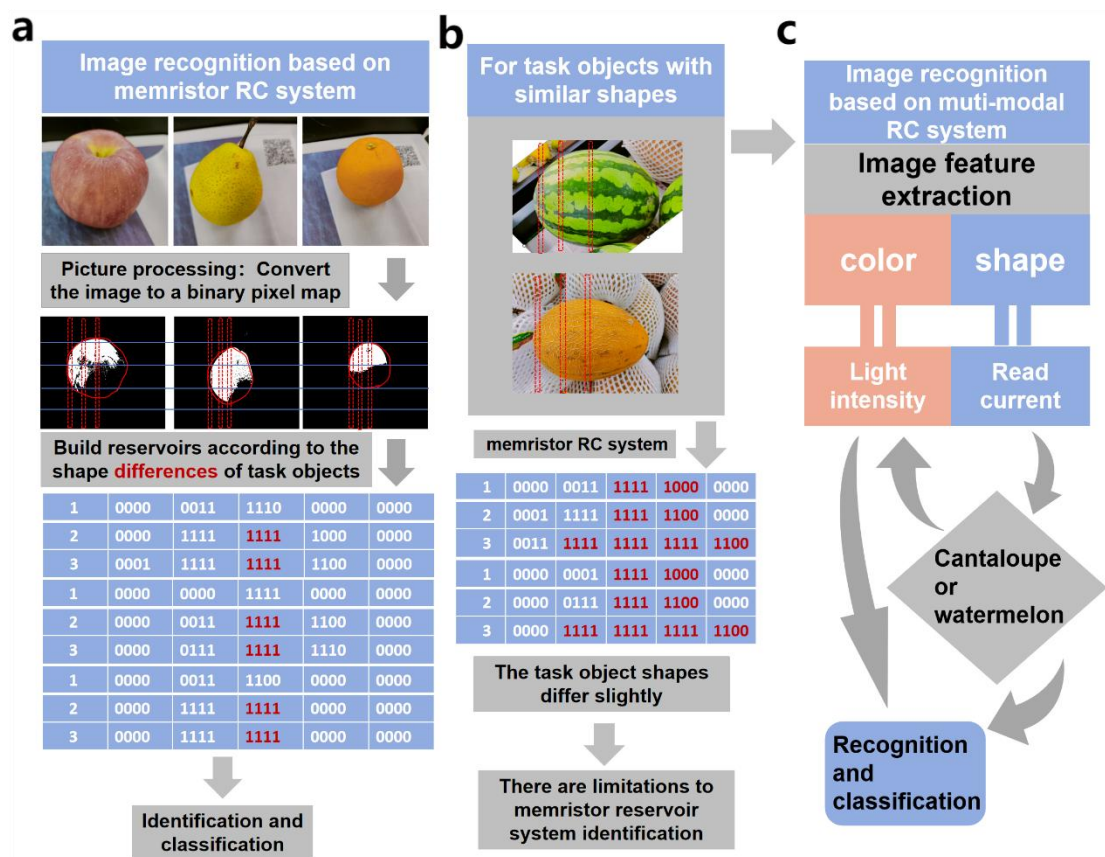 a
Image recognition based on
memristor RC system
Picture processing: Convert
the image to a binary pixel map
Build reservoirs according to the
shape differences of task objects
1 0000 0011 1110 0000 0000
2 0000 1111 1111 1000 0000
3 0001 1111 1111 1100 0000
1 0000 0000 1111 0000 0000
2 0000 0011 1111 1100 0000
3 0000 0111 1111 1110 0000
1 0000 0011 1100 0000 0000
2 0000 1111 1111 0000 0000
3 0000 1111 1111 0000 0000
Identification and
classification
b
For task objects with
similar shapes
memristor RC system
1 0000 0011 1111 1000 0000
2 0001 1111 1111 1100 0000
3 0011 1111 1111 1111 1100
1 0000 0001 1111 1000 0000
2 0000 0111 1111 1100 0000
3 0000 1111 1111 1111 1100
The task object shapes
differ slightly
There are limitations to
memristor reservoir
system identification
c
Image recognition
based on muti-modal
RC system
Image feature
extraction
color shape
Light
intensity
Read
current
Cantaloupe
or
watermelon
Recognition
and
classification